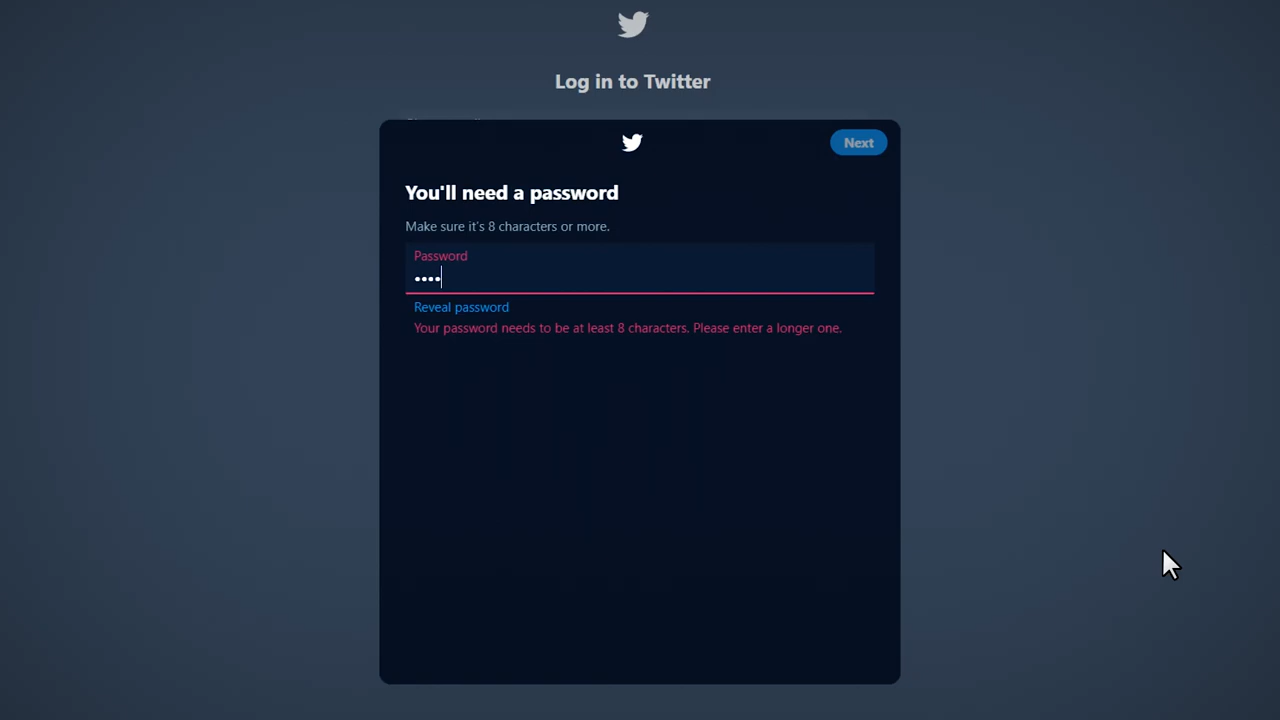 Log in to Twitter
Next
You'll need a password
Make sure it's 8 characters or more.
Password
••••
Reveal password
Your password needs to be at least 8 characters. Please enter a longer one.